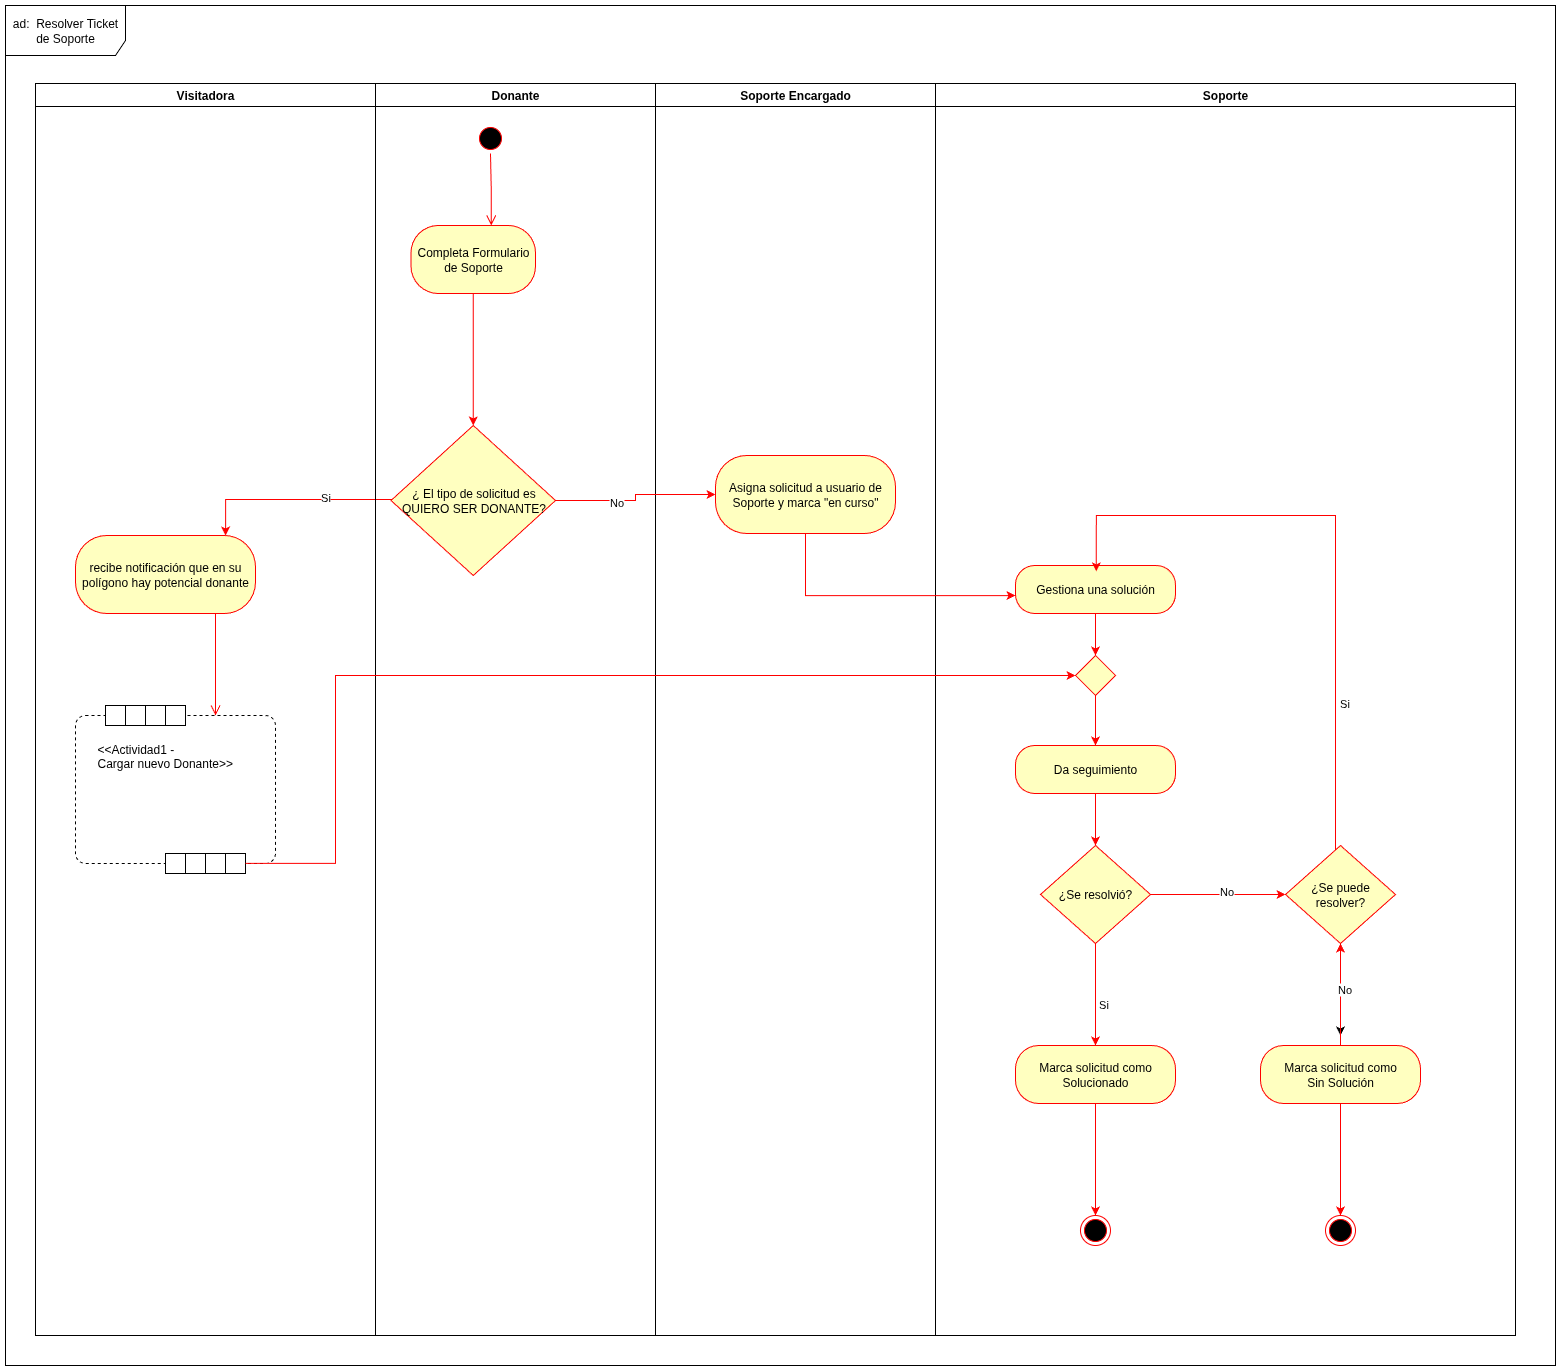 ad: Resolver Ticket
de Soporte
Visitadora
Donante
Soporte Encargado
Soporte
Completa Formulario
de Soporte
¿ El tipo de solicitud es
QUIERO SER DONANTE?
Si
No
Asigna solicitud a usuario de
Soporte y marca "en curso"
recibe notificación que en su
polígono hay potencial donante
Gestiona una solución
<<Actividad1 -
Cargar nuevo Donante>>
Si
Da seguimiento
¿Se resolvió?
No
¿Se puede
resolver?
Si
No
Marca solicitud como
Solucionado
Marca solicitud como
Sin Solución